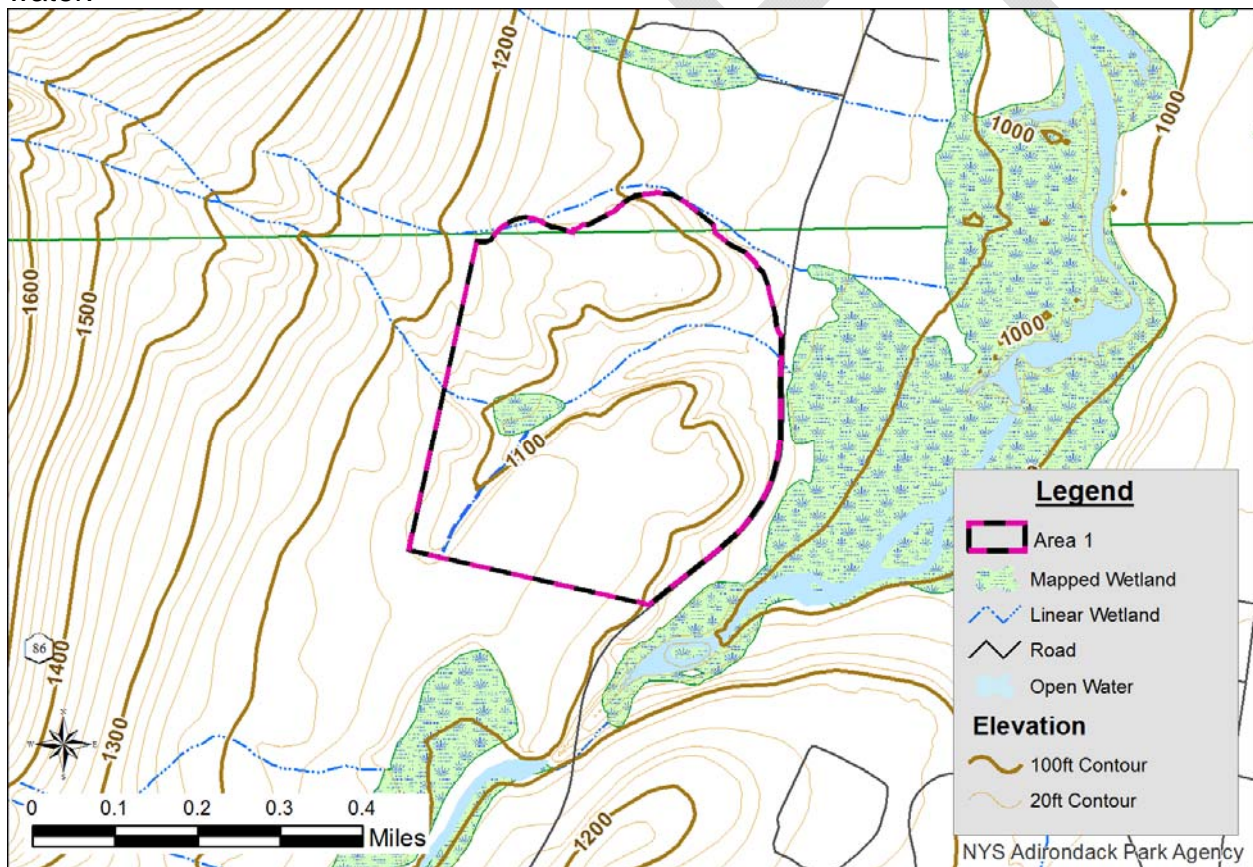 water.
1200
1000
1000
1600
1500
1000
1100
Legend
Area 1
Mapped Wetland
Linear Wetland
Road
Open Water
Elevation
100ft Contour
20ft Contour
86
1400
1300
N
W E
S
0 0.1 0.2 0.3 0.4
Miles
1200
NYS Adirondack Park Agency